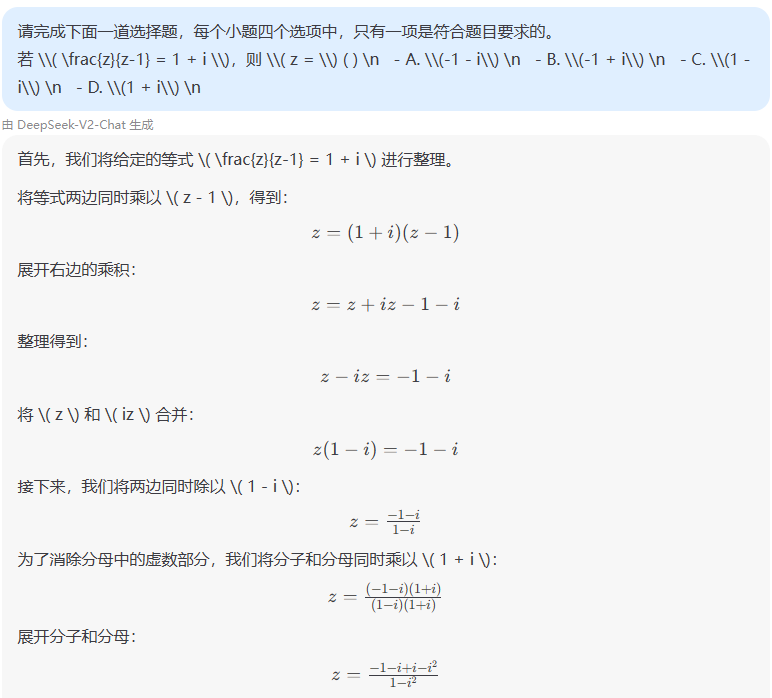 请完成下面一道选择题，每个小题四个选项中，只有一项是符合题目要求的。
若 \\( \frac{z}{z-1} = 1 + i \\)，则 \\( z = \\) ( ) \n   - A. \\(-1 - i\\) \n   - B. \\(-1 + i\\) \n   - C. \\(1 -
i\\) \n   - D. \\(1 + i\\) \n
由 DeepSeek-V2-Chat 生成
首先，我们将给定的等式 \( \frac{z}{z-1} = 1 + i \) 进行整理。
将等式两边同时乘以 \( z - 1 \)，得到：
z = (1 + i)(z − 1)
展开右边的乘积：
z = z + iz − 1 − i
整理得到：
z − iz = −1 − i
将 \( z \) 和 \( iz \) 合并：
z(1 − i) = −1 − i
接下来，我们将两边同时除以 \( 1 - i \)：
z = \frac{−1−i}{1−i}
为了消除分母中的虚数部分，我们将分子和分母同时乘以 \( 1 + i \)：
z = \frac{(−1−i)(1+i)}{(1−i)(1+i)}
展开分子和分母：
z = \frac{−1−i+i−i^2}{1−i^2}